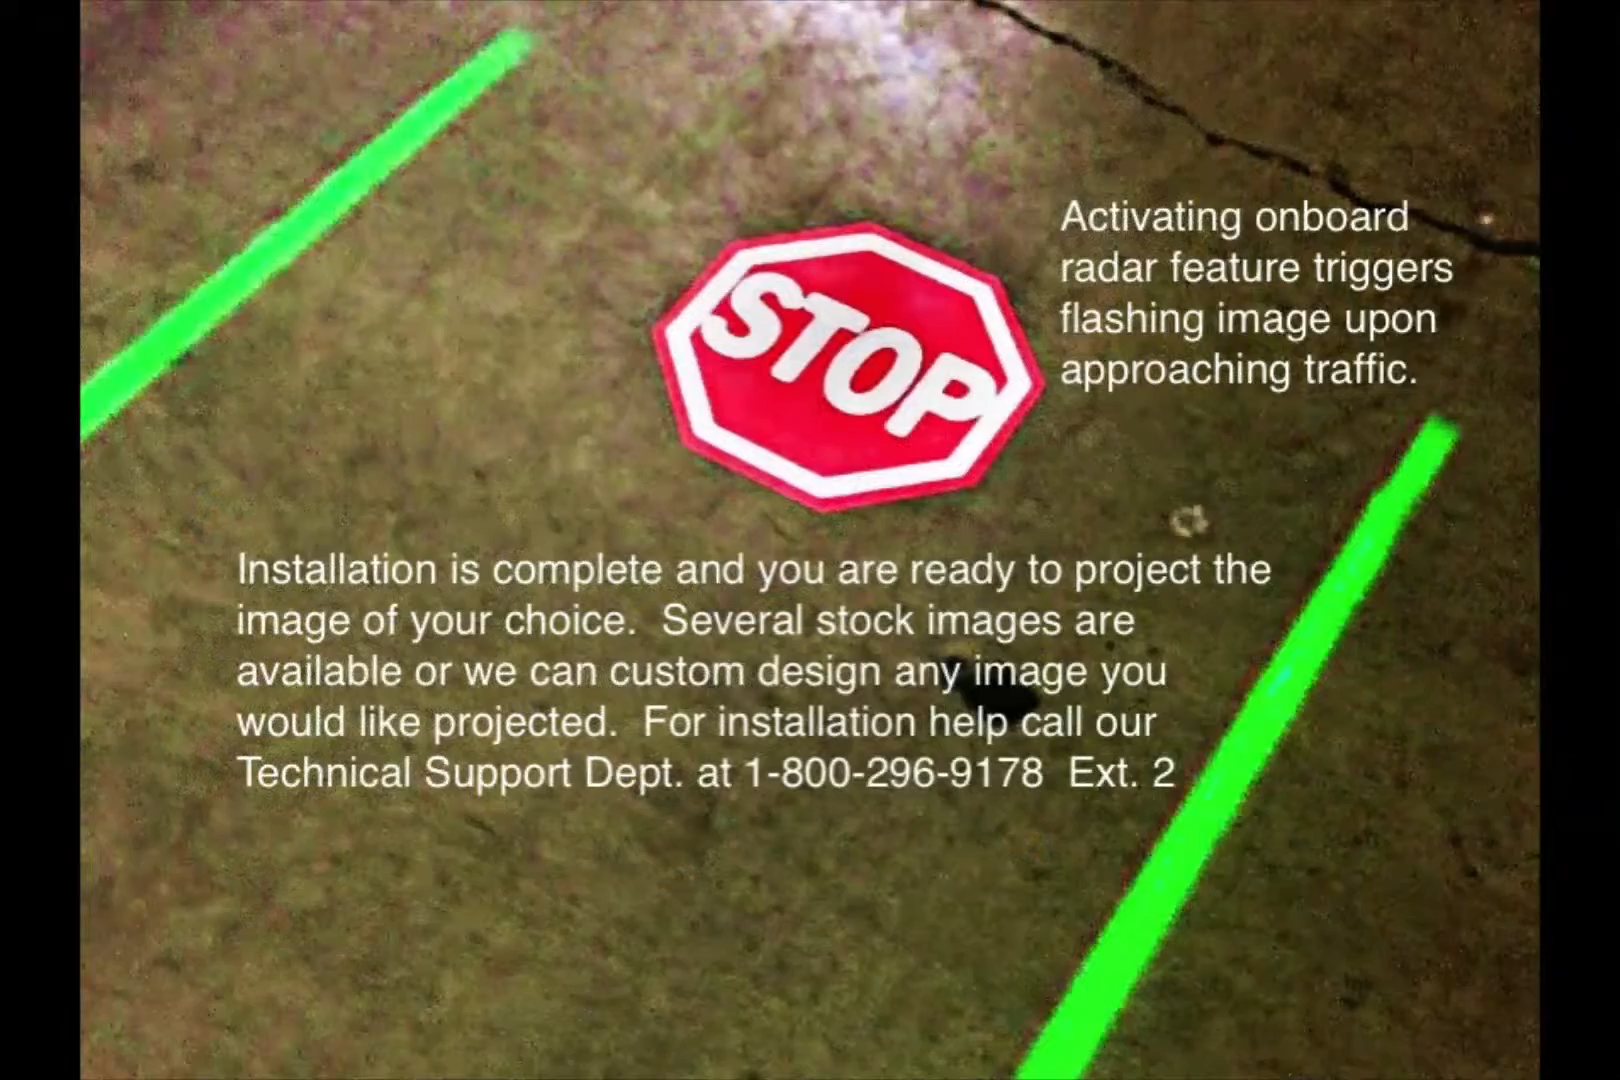 Activating onboard
radar feature triggers
flashing image upon
approaching traffic.
STOP
Installation is complete and you are ready to project the
image of your choice.  Several stock images are
available or we can custom design any image you
would like projected.  For installation help call our
Technical Support Dept. at 1-800-296-9178  Ext. 2